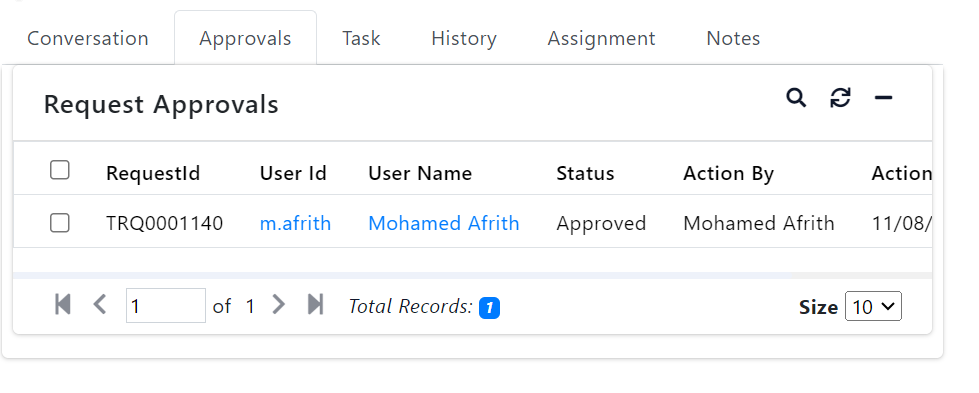 Conversation Approvals Task History Assignment Notes
Request Approvals
RequestId User Id User Name Status Action By Action
TRQ0001140 m.afrith Mohamed Afrith Approved Mohamed Afrith 11/08/
1 of 1 Total Records: 1 Size 10